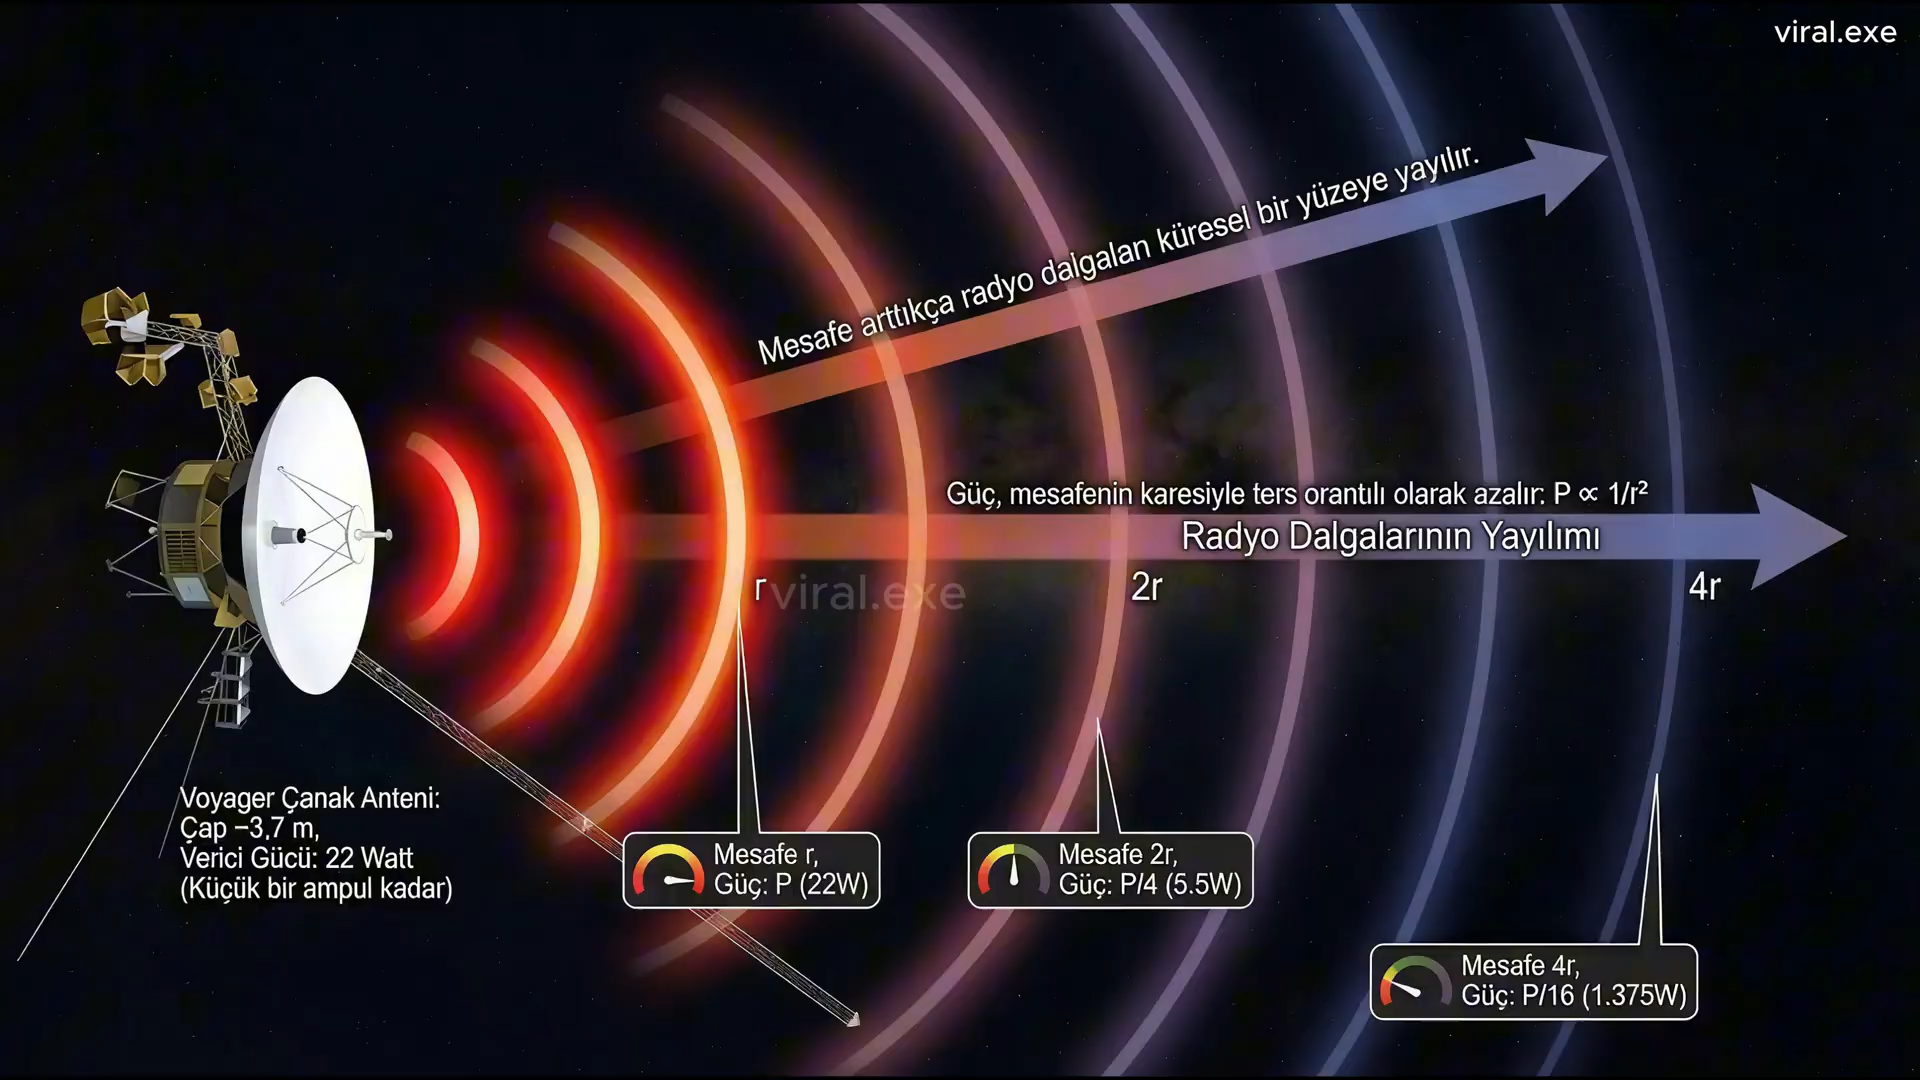 viral.exe
Mesafe arttıkça radyo dalgalan küresel bir yüzeye yayılır.
Güç, mesafenin karesiyle ters orantılı olarak azalır: P ∝ 1/r²
Radyo Dalgalarının Yayılımı
r
viral.exe
2r
4r
Voyager Çanak Anteni:
Çap –3,7 m,
Verici Gücü: 22 Watt
(Küçük bir ampul kadar)
Mesafe r,
Güç: P (22W)
Mesafe 2r,
Güç: P/4 (5.5W)
Mesafe 4r,
Güç: P/16 (1.375W)